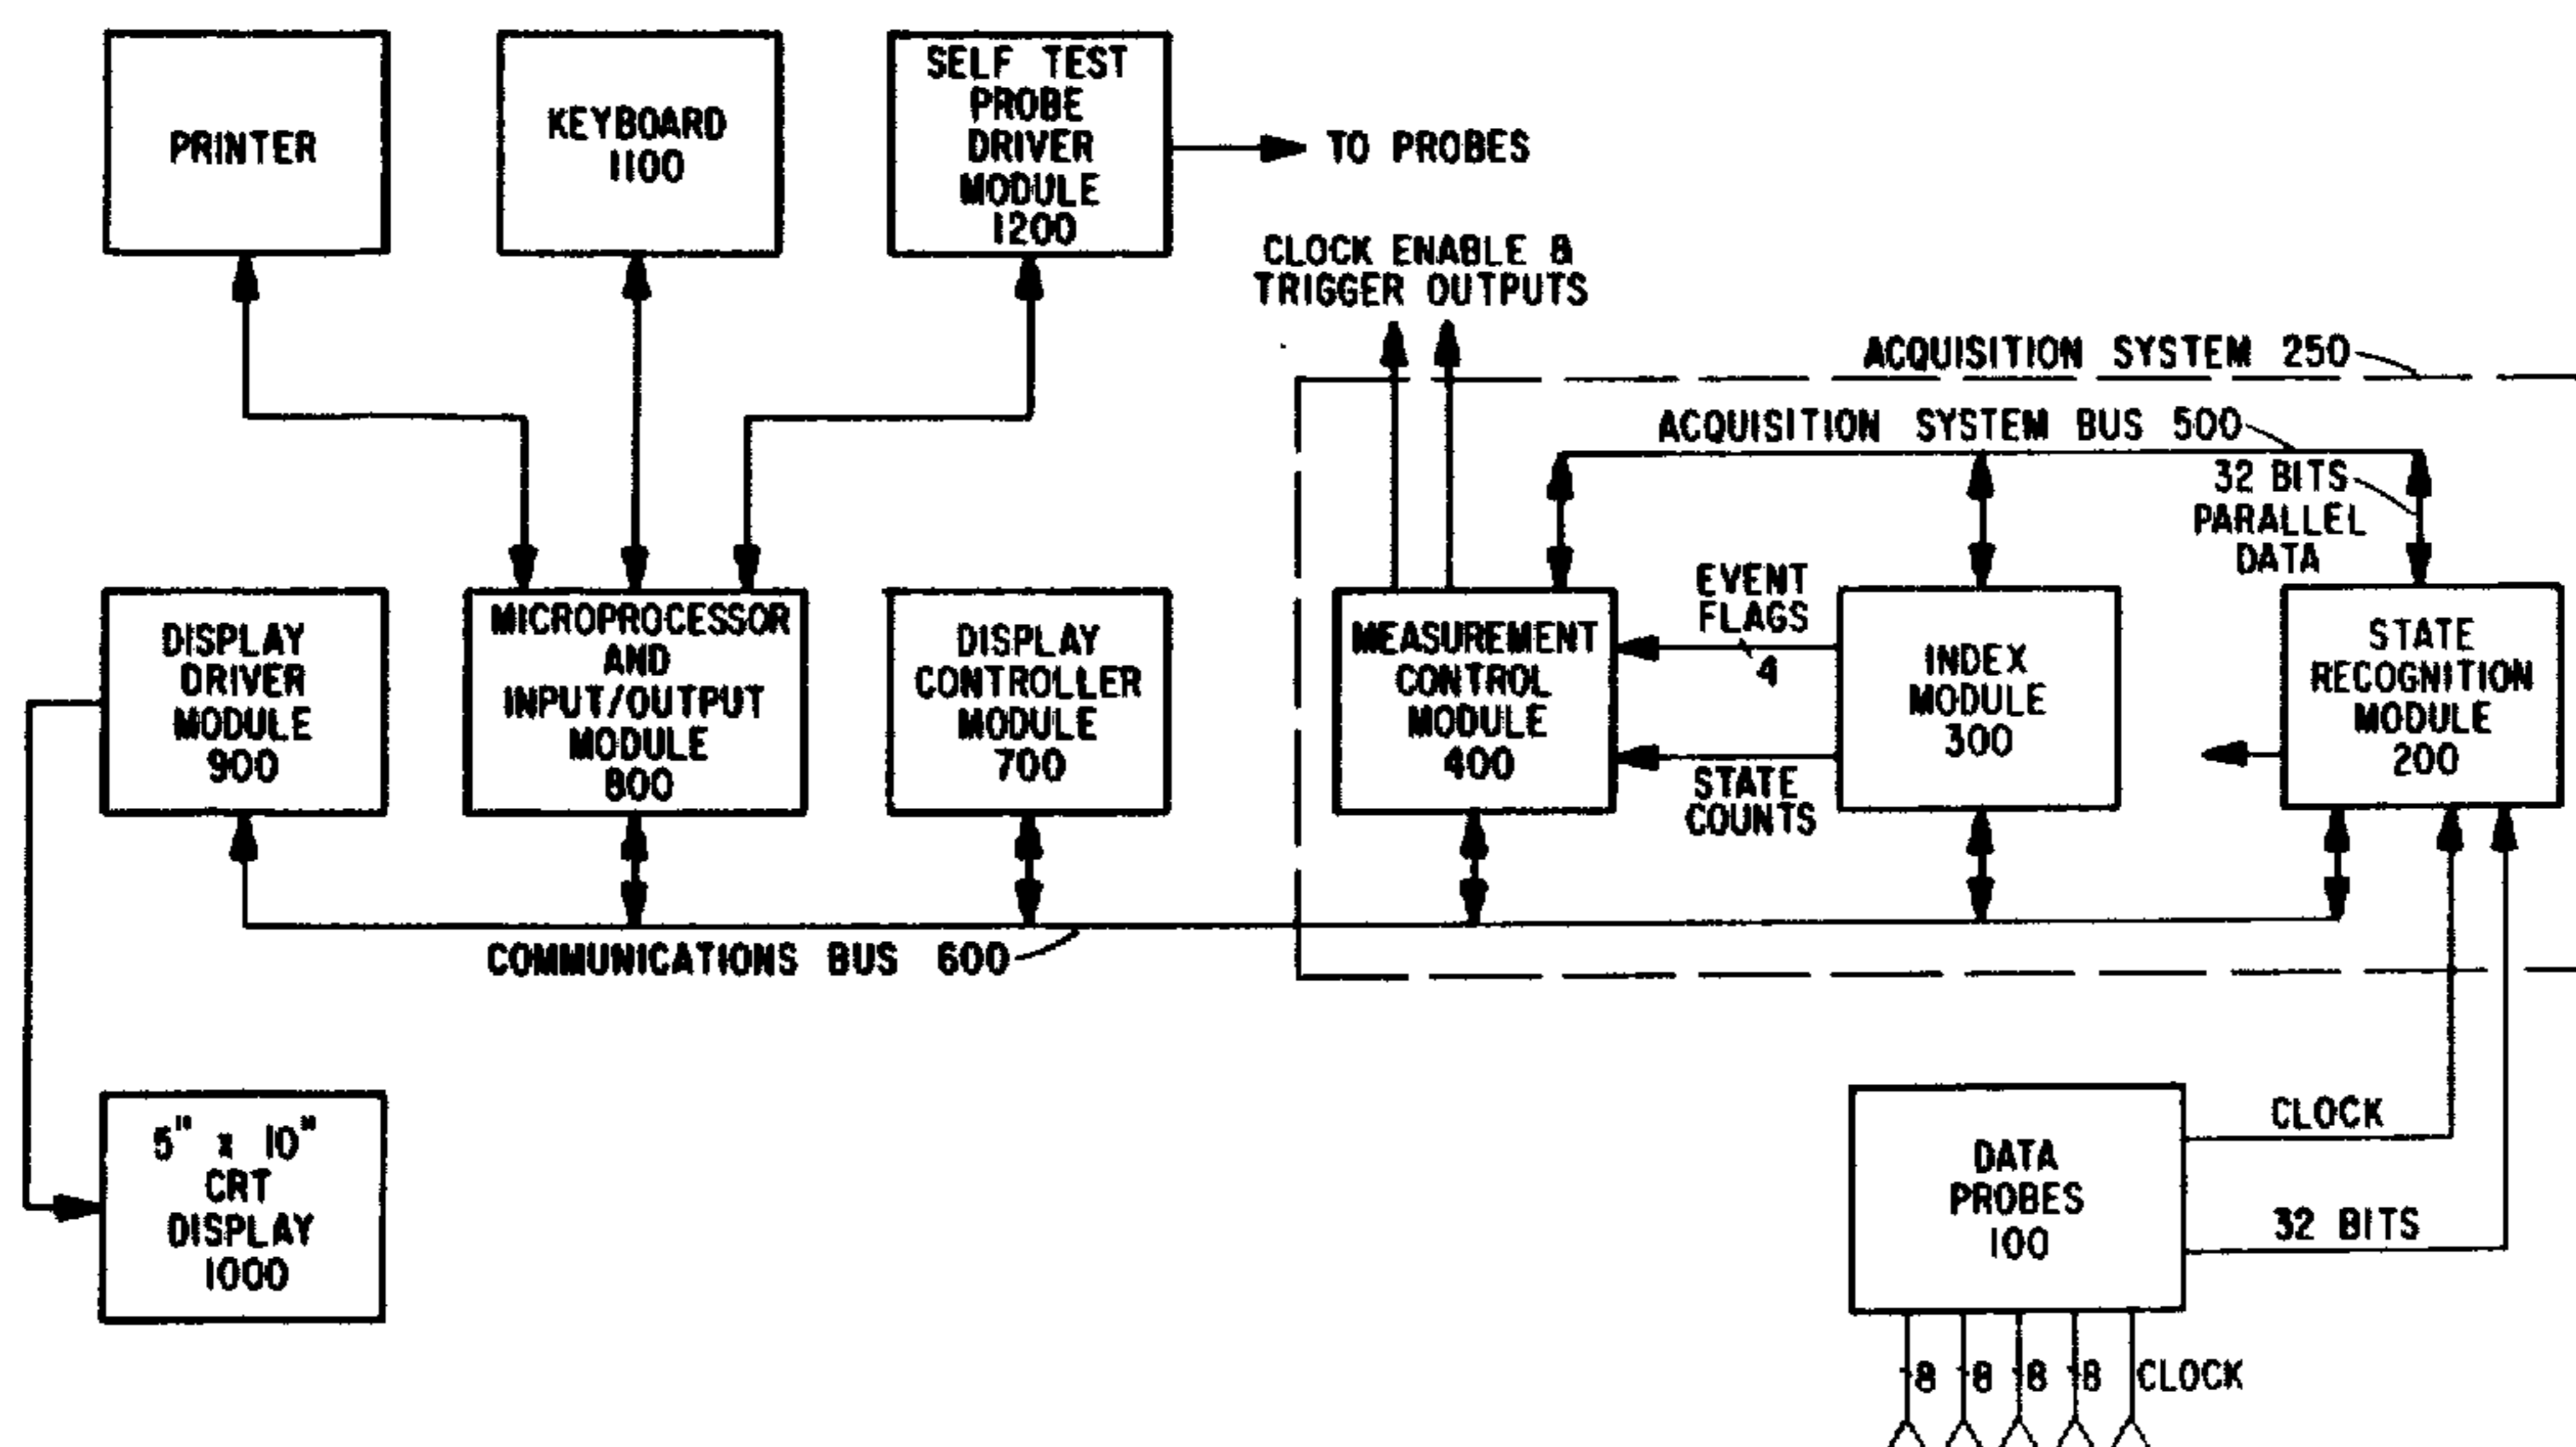 PRINTER
KEYBOARD
1100
SELF TEST
PROBE
DRIVER
MODULE
1200
TO PROBES
CLOCK ENABLE &
TRIGGER OUTPUTS
ACQUISITION SYSTEM 250
ACQUISITION SYSTEM BUS 500
32 BITS
PARALLEL
DATA
DISPLAY
DRIVER
MODULE
900
MICROPROCESSOR
AND
INPUT/OUTPUT
MODULE
800
DISPLAY
CONTROLLER
MODULE
700
MEASUREMENT
CONTROL
MODULE
400
EVENT
FLAGS
4
STATE
COUNTS
INDEX
MODULE
300
STATE
RECOGNITION
MODULE
200
COMMUNICATIONS BUS 600
5" x 10"
CRT
DISPLAY
1000
DATA
PROBES
100
CLOCK
32 BITS
8 8 8 8 CLOCK